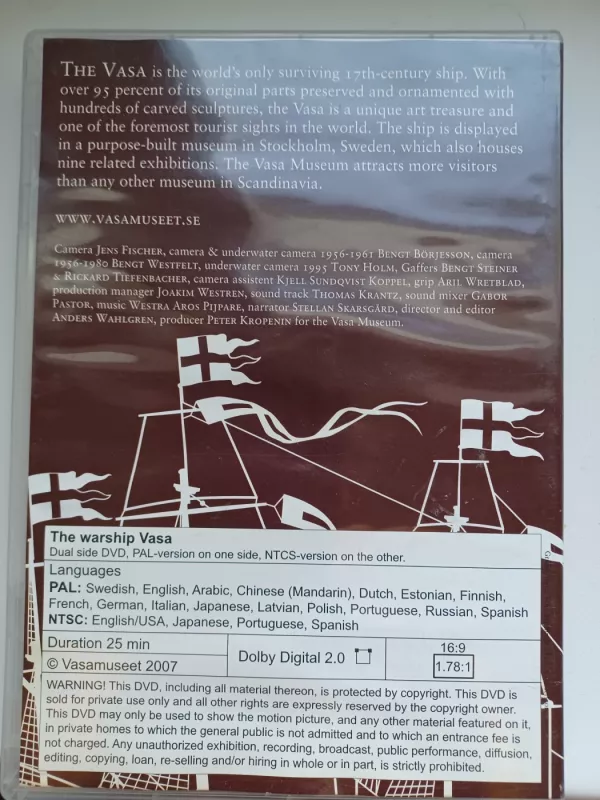 THE VASA is the world's only surviving 17th-century ship. With
over 95 percent of its original parts preserved and ornamented with
hundreds of carved sculptures, the Vasa is a unique art treasure and
one of the foremost tourist sights in the world. The ship is displayed
in a purpose-built museum in Stockholm, Sweden, which also houses
nine related exhibitions. The Vasa Museum attracts more visitors
than any other museum in Scandinavia.
WWW.VASAMUSEET.SE
Camera JENS FISCHER, camera & underwater camera 1956-1961 BENGT BÖRJESSON, camera
1956-1980 BENGT WESTFELT, underwater camera 1995 TONY HOLM, Gaffers BENGT STEINER
& RICKARD TIEFENBACHER, camera assistent KJELL SUNDQVIST KOPPEL, grip ARIL WRETBLAD,
production manager JOAKIM WESTREN, sound track THOMAS KRANTZ, sound mixer GABOR
PASTOR, music WESTRA AROS PIJPARE, narrator STELLAN SKARSGÅRD, director and editor
ANDERS WAHLGREN, producer PETER KROPENIN for the Vasa Museum.
The warship Vasa
Dual side DVD, PAL-version on one side, NTCS-version on the other.
Languages
PAL: Swedish, English, Arabic, Chinese (Mandarin), Dutch, Estonian, Finnish,
French, German, Italian, Japanese, Latvian, Polish, Portuguese, Russian, Spanish
NTSC: English/USA, Japanese, Portuguese, Spanish
Duration 25 min
© Vasamuseet 2007
Dolby Digital 2.0
16:9
1.78:1
WARNING! This DVD, including all material thereon, is protected by copyright. This DVD is
sold for private use only and all other rights are expressly reserved by the copyright owner.
This DVD may only be used to show the motion picture, and any other material featured on it,
in private homes to which the general public is not admitted and to which an entrance fee is
not charged. Any unauthorized exhibition, recording, broadcast, public performance, diffusion,
editing, copying, loan, re-selling and/or hiring in whole or in part, is strictly prohibited.